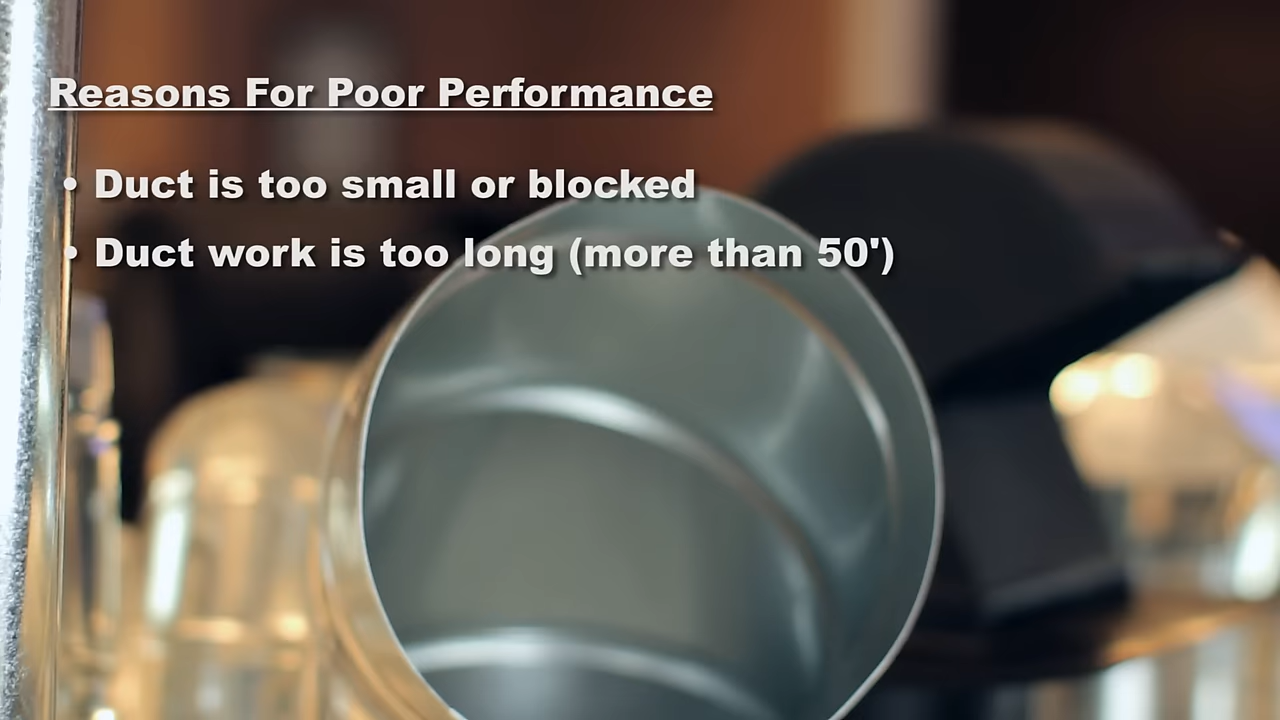 Reasons For Poor Performance
• Duct is too small or blocked
• Duct work is too long (more than 50')